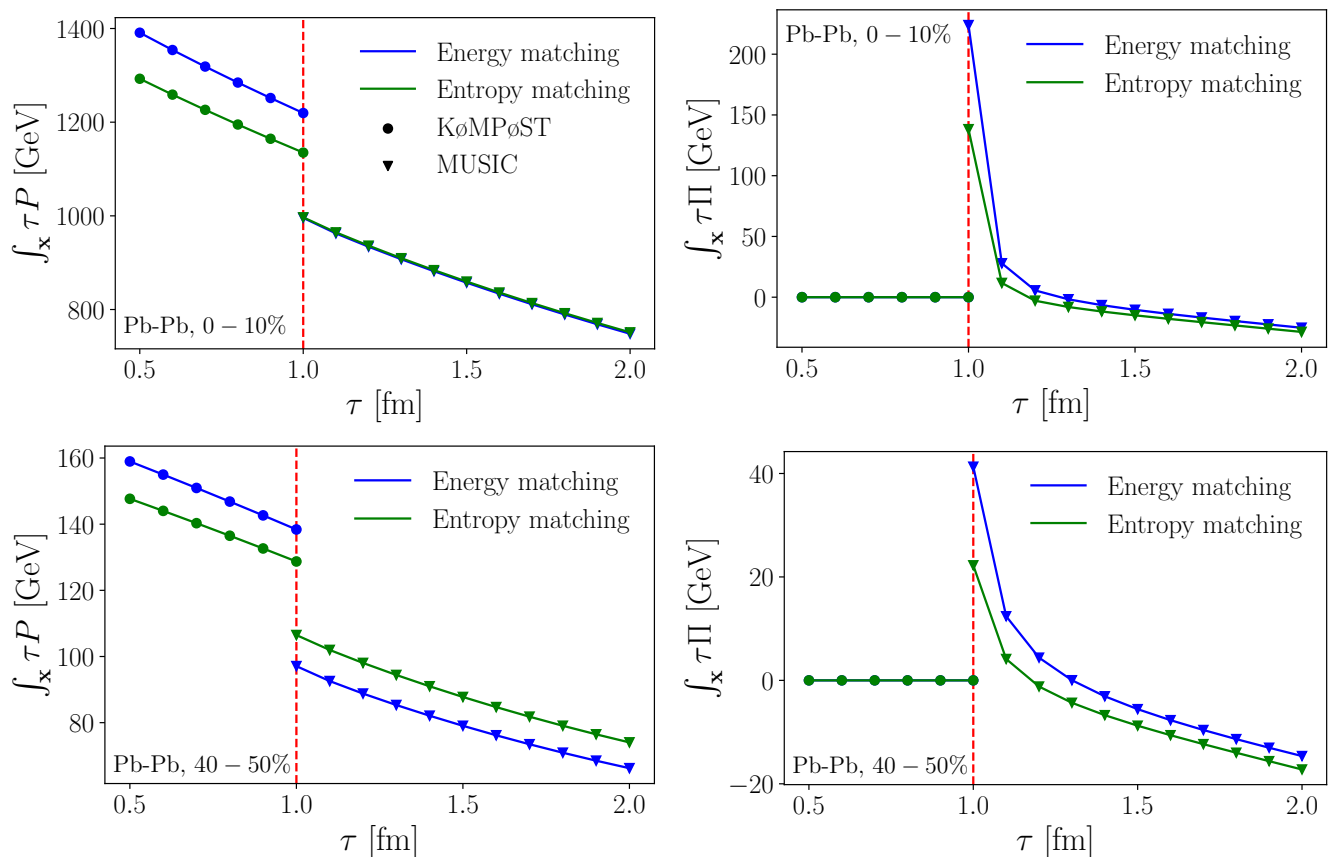 ∫ₓ τP [GeV]
1400
1200
1000
800
Energy matching
Entropy matching
KøMPøST
MUSIC
Pb-Pb, 0 − 10%
0.5 1.0 1.5 2.0
τ [fm]
∫ₓ τΠ [GeV]
200
150
100
50
0
Pb-Pb, 0 − 10%
Energy matching
Entropy matching
0.5 1.0 1.5 2.0
τ [fm]
∫ₓ τP [GeV]
160
140
120
100
80
Energy matching
Entropy matching
Pb-Pb, 40 − 50%
0.5 1.0 1.5 2.0
τ [fm]
∫ₓ τΠ [GeV]
40
20
0
−20
Energy matching
Entropy matching
Pb-Pb, 40 − 50%
0.5 1.0 1.5 2.0
τ [fm]